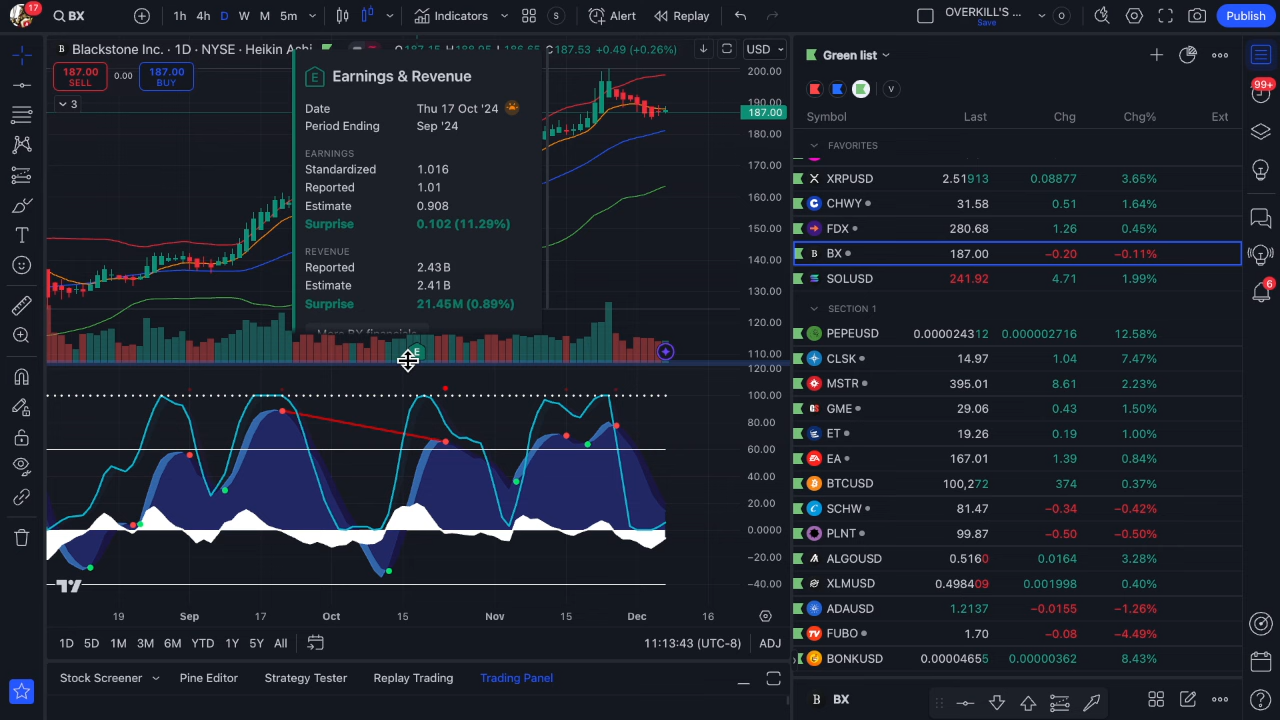 17
BX
1h 4h D W M 5m
Indicators
S
Alert
Replay
OVERKILL'S ...
Save
O
Publish
Blackstone Inc. · 1D · NYSE · Heikin Ashi
H188.05
187.53 +0.49 (+0.26%)
USD
187.00
SELL
0.00
187.00
BUY
3
E Earnings & Revenue
Date Thu 17 Oct '24
Period Ending Sep '24
EARNINGS
Standardized 1.016
Reported 1.01
Estimate 0.908
Surprise 0.102 (11.29%)
REVENUE
Reported 2.43 B
Estimate 2.41 B
Surprise 21.45 M (0.89%)
More BX financials
E
200.00
190.00
187.00
180.00
170.00
160.00
150.00
140.00
130.00
120.00
110.00
120.00
100.00
80.00
60.00
40.00
20.00
0.0000
−20.00
−40.00
19 Sep 17 Oct 15 Nov 15 Dec 16
1D 5D 1M 3M 6M YTD 1Y 5Y All
11:13:43 (UTC-8) ADJ
Stock Screener Pine Editor Strategy Tester Replay Trading Trading Panel
Green list
V
Symbol Last Chg Chg% Ext
FAVORITES
XRPUSD 2.51913 0.08877 3.65%
CHWY 31.58 0.51 1.64%
FDX 280.68 1.26 0.45%
BX 187.00 −0.20 −0.11%
SOLUSD 241.92 4.71 1.99%
SECTION 1
PEPEUSD 0.000024312 0.000002716 12.58%
CLSK 14.97 1.04 7.47%
MSTR 395.01 8.61 2.23%
GME 29.06 0.43 1.50%
ET 19.26 0.19 1.00%
EA 167.01 1.39 0.84%
BTCUSD 100,272 374 0.37%
SCHW 81.47 −0.34 −0.42%
PLNT 99.87 −0.50 −0.50%
ALGOUSD 0.5160 0.0164 3.28%
XLMUSD 0.498409 0.001998 0.40%
ADAUSD 1.2137 −0.0155 −1.26%
FUBO 1.70 −0.08 −4.49%
BONKUSD 0.00004655 0.00000362 8.43%
B BX
99+
6